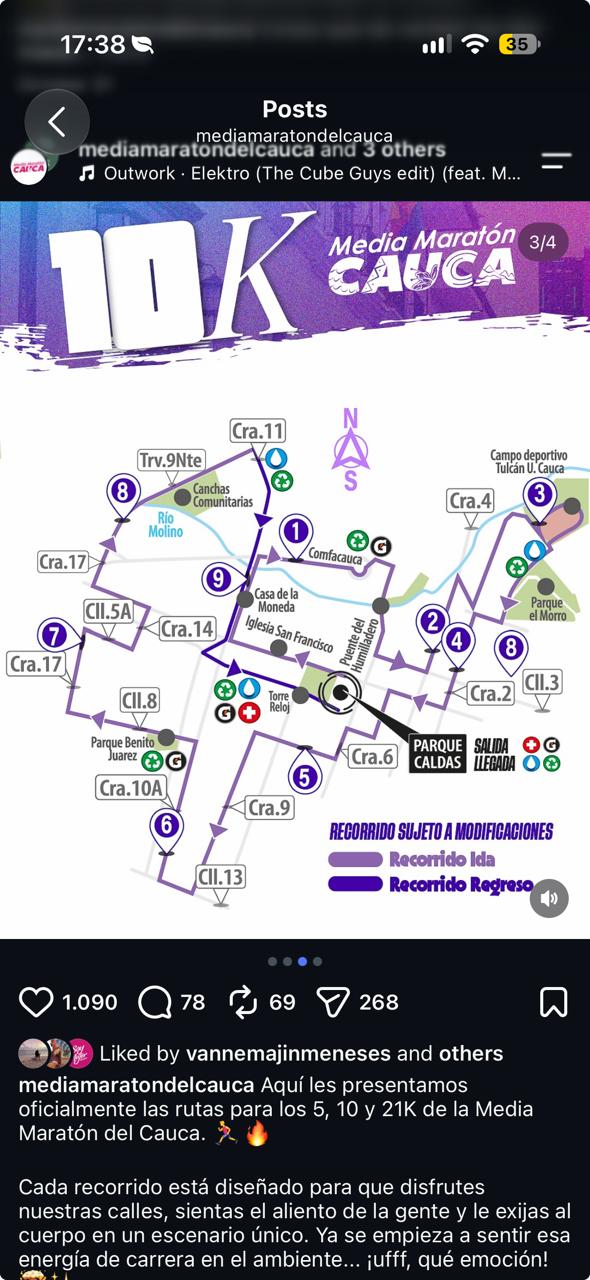 17:38
35
Posts
mediamaratondelcauca
mediamaratondelcauca and 3 others
Media Maratón
CAUCA
Outwork · Elektro (The Cube Guys edit) (feat. M...
10K
Media Maratón
CAUCA
3/4
N
S
Cra.11
Trv.9Nte
Canchas
Comunitarias
Río
Molino
8
Campo deportivo
Tulcán U. Cauca
Cra.4
3
1
Comfacauca
G
Cra.17
9
Casa de la
Moneda
Parque
el Morro
Cll.5A
Cra.14
Iglesia San Francisco
Puente del
Humilladero
2
4
8
7
Cra.17
Cra.2
Cll.3
G
Torre
Reloj
Cll.8
Parque Benito
Juarez
G
Cra.6
PARQUE
CALDAS
SALIDA
LLEGADA
G
5
Cra.10A
Cra.9
6
Cll.13
RECORRIDO SUJETO A MODIFICACIONES
Recorrido Ida
Recorrido Regreso
1.090
78
69
268
Liked by vannemajinmeneses and others
mediamaratondelcauca Aquí les presentamos
oficialmente las rutas para los 5, 10 y 21K de la Media
Maratón del Cauca. 🏃‍♂️🔥
Cada recorrido está diseñado para que disfrutes
nuestras calles, sientas el aliento de la gente y le exijas al
cuerpo en un escenario único. Ya se empieza a sentir esa
energía de carrera en el ambiente... ¡ufff, qué emoción!